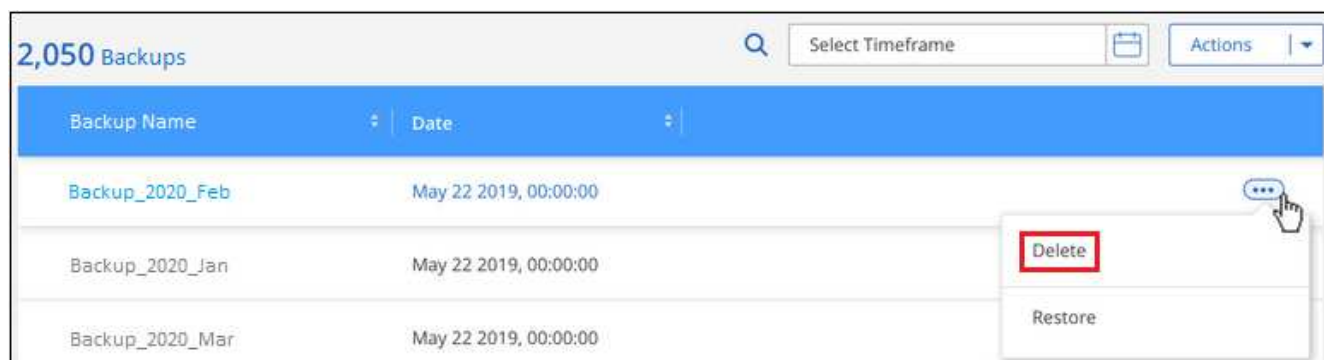 2,050 Backups Select Timeframe Actions
Backup Name Date
Backup_2020_Feb May 22 2019, 00:00:00
Backup_2020_Jan May 22 2019, 00:00:00
Delete
Restore
Backup_2020_Mar May 22 2019, 00:00:00